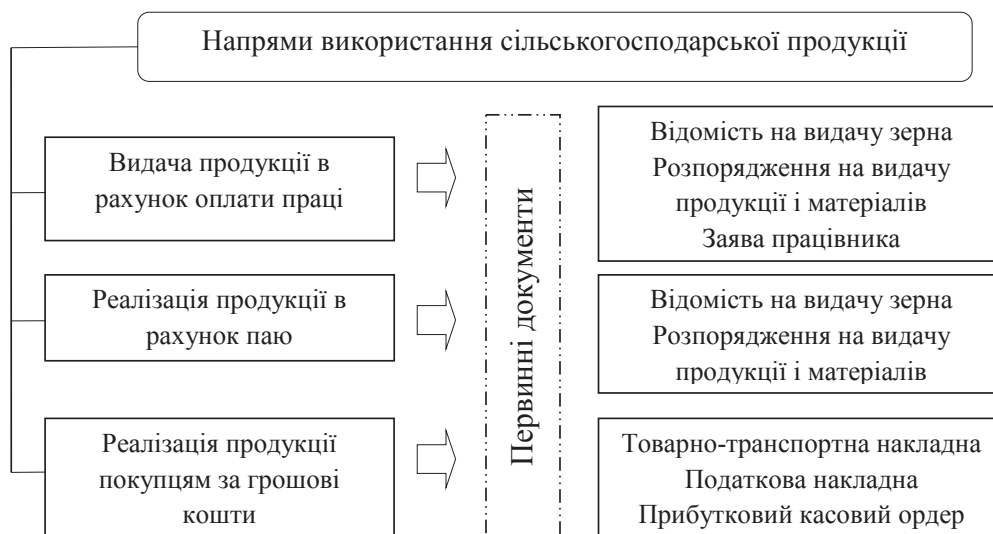 Напрями використання сільськогосподарської продукції
Видача продукції в
рахунок оплати праці
Відомість на видачу зерна
Розпорядження на видачу
продукції і матеріалів
Заява працівника
Реалізація продукції в
рахунок паю
Відомість на видачу зерна
Розпорядження на видачу
продукції і матеріалів
Реалізація продукції
покупцям за грошові
кошти
Товарно-транспортна накладна
Податкова накладна
Прибутковий касовий ордер
Первинні документи